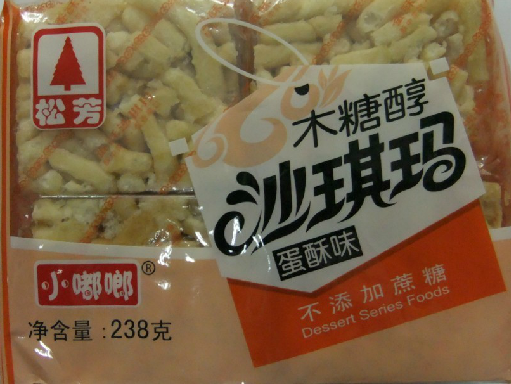 松芳
木糖醇
沙琪玛
蛋酥味
不添加蔗糖
Dessert Series Foods
小嘟啷®
净含量:238克